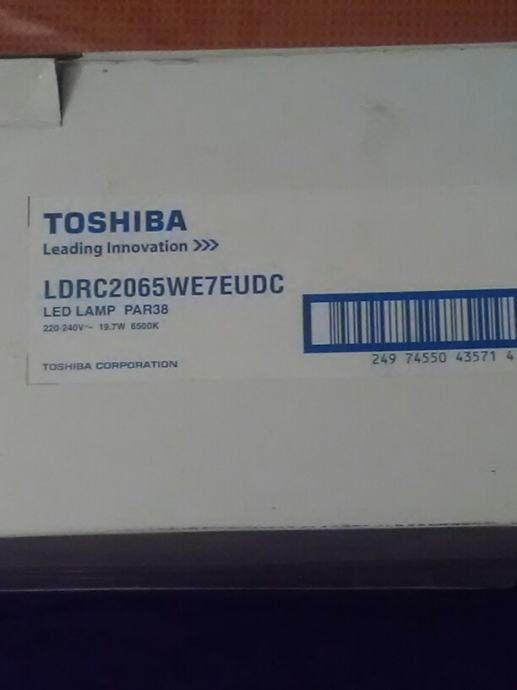 TOSHIBA
Leading Innovation >>>
LDRC2065WE7EUDC
LED LAMP PAR38
220-240V~ 19.7W 6500K
249 74550 43571 4
TOSHIBA CORPORATION